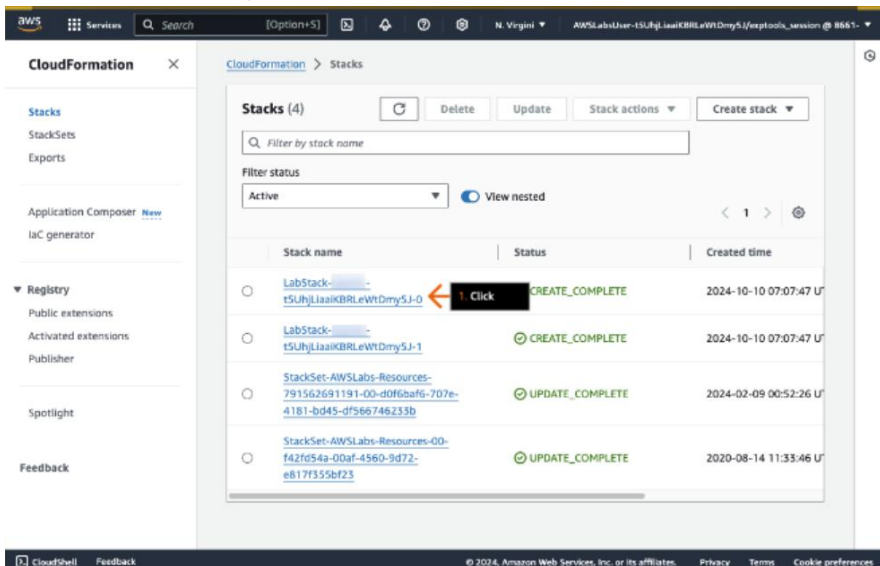 aws Services Search [Option+S] N. Virgini AWSLabsUser-t5UhjLiaaiKBRLeWtDmy5J/exptools_session @ 8661-
CloudFormation
CloudFormation > Stacks
Stacks
StackSets
Exports
Application Composer New
IaC generator
Registry
Public extensions
Activated extensions
Publisher
Spotlight
Feedback
Stacks (4) Delete Update Stack actions Create stack
Filter by stack name
Filter status
Active View nested
1
Stack name Status Created time
LabStack- -
t5UhjLiaaiKBRLeWtDmy5J-0 1. Click CREATE_COMPLETE 2024-10-10 07:07:47 U
LabStack- -
t5UhjLiaaiKBRLeWtDmy5J-1 CREATE_COMPLETE 2024-10-10 07:07:47 U
StackSet-AWSLabs-Resources-
791562691191-00-d0f6baf6-707e-
4181-bd45-df566746233b UPDATE_COMPLETE 2024-02-09 00:52:26 U
StackSet-AWSLabs-Resources-00-
f42fd54a-00af-4560-9d72-
e817f355bf23 UPDATE_COMPLETE 2020-08-14 11:33:46 U
CloudShell Feedback © 2024, Amazon Web Services, Inc. or its affiliates. Privacy Terms Cookie preferences